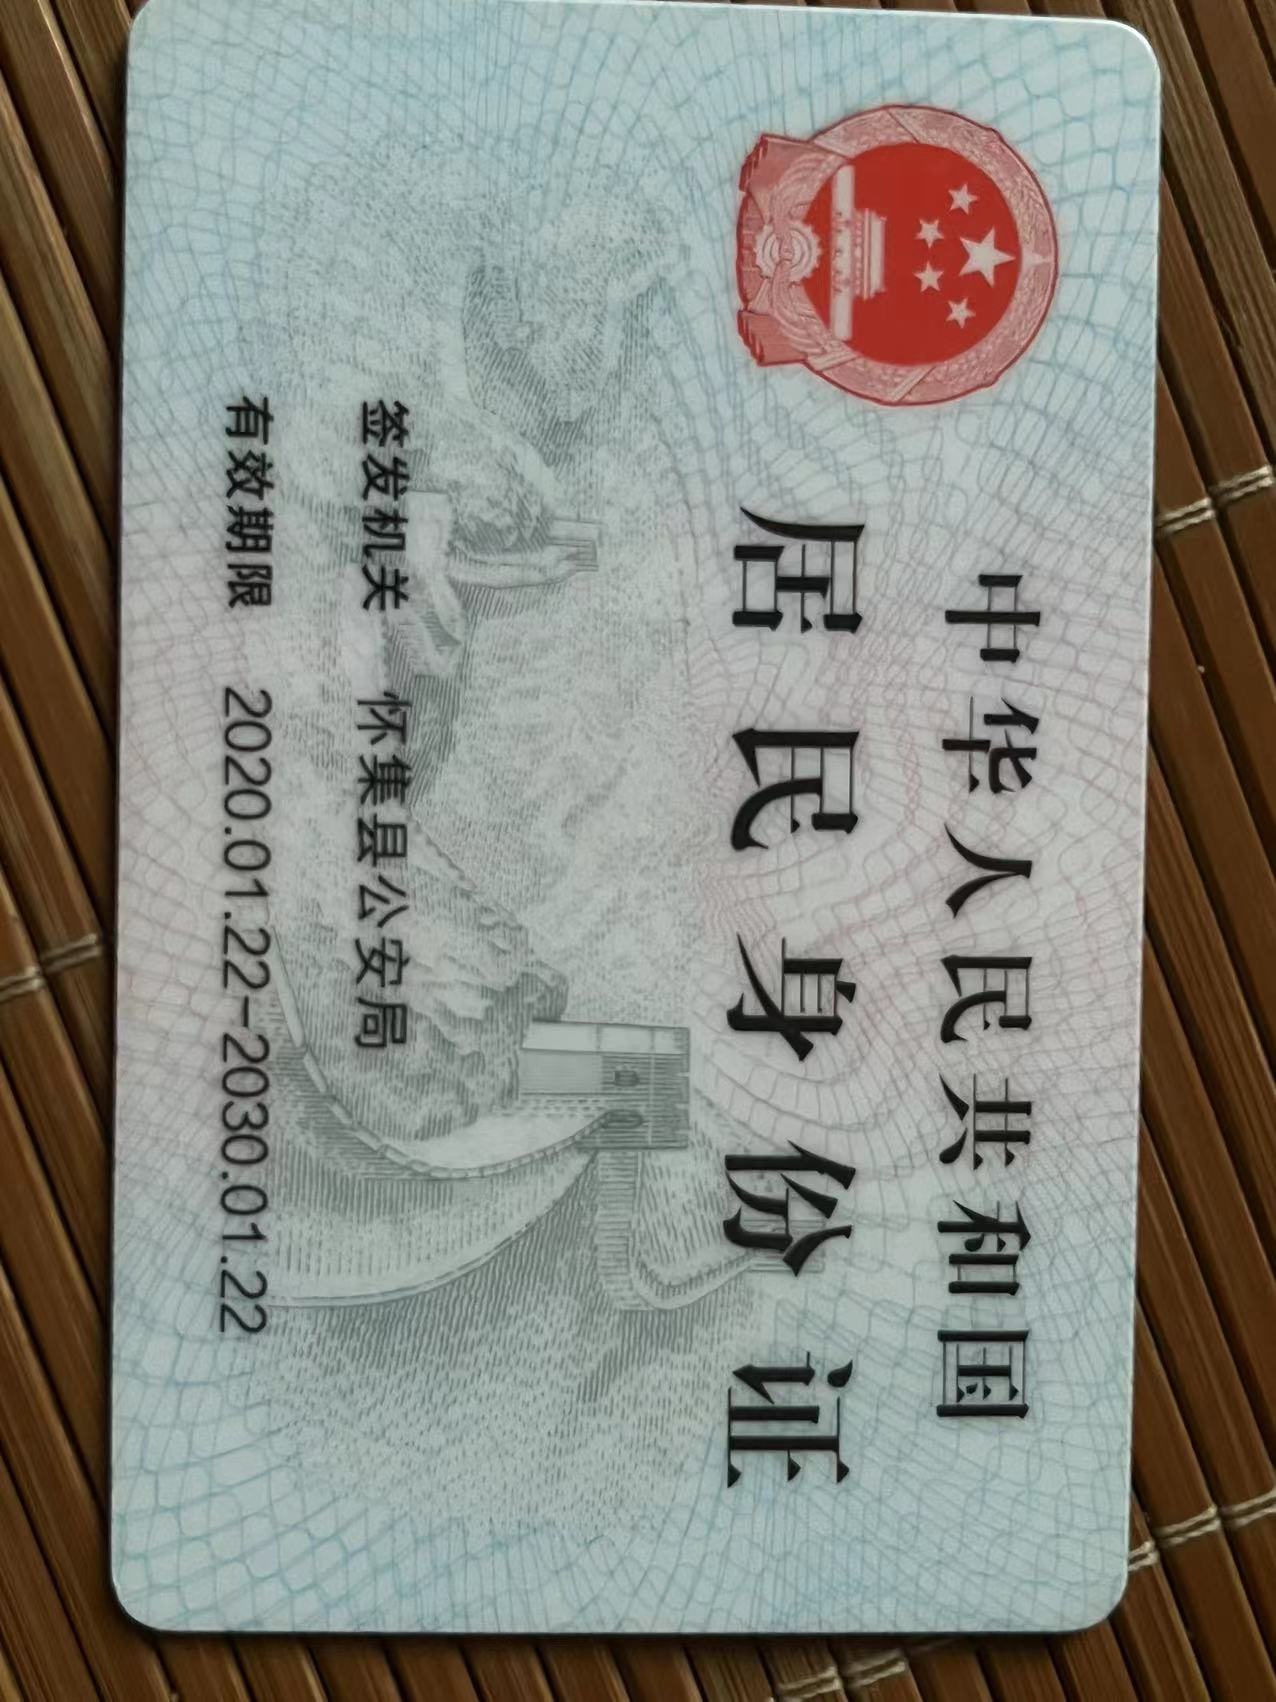 中华人民共和国
居民身份证
签发机关 怀集县公安局
有效期限 2020.01.22-2030.01.22